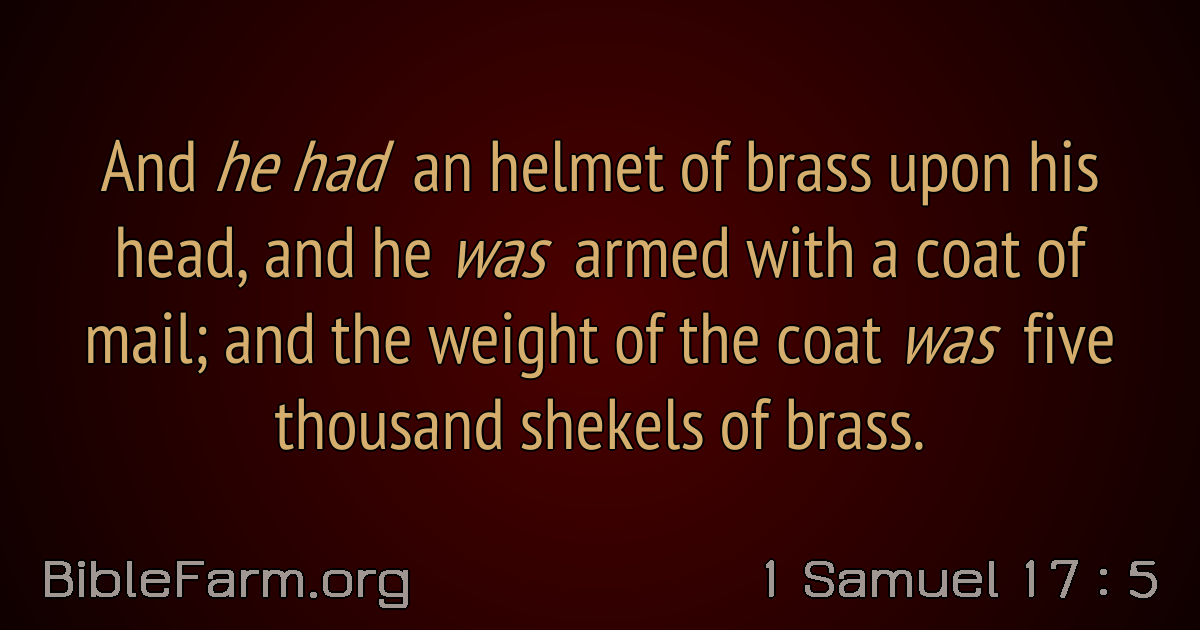 And he had an helmet of brass upon his
head, and he was armed with a coat of
mail; and the weight of the coat was five
thousand shekels of brass.
BibleFarm.org
1 Samuel 17 : 5